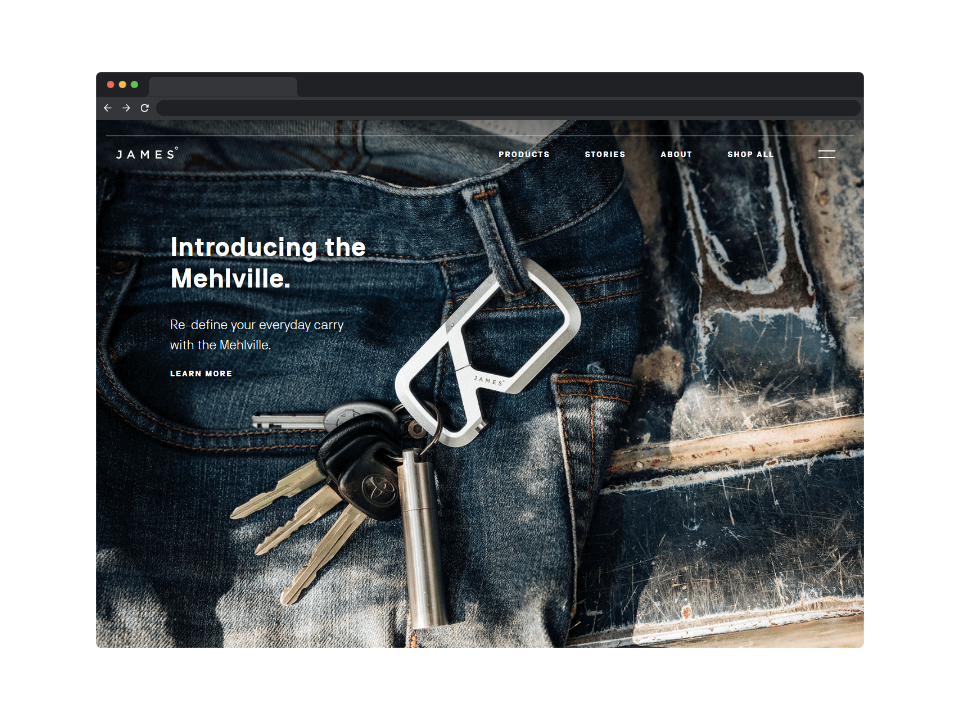 JAMES°
PRODUCTS STORIES ABOUT SHOP ALL
Introducing the
Mehlville.
Re-define your everyday carry
with the Mehlville.
LEARN MORE
JAMES°